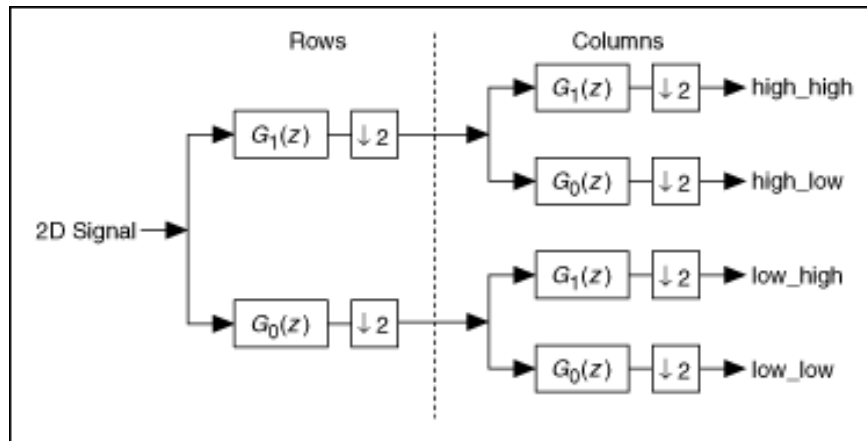 Rows
Columns
G₁(z) ↓2 G₁(z) ↓2 high_high
G₀(z) ↓2 high_low
2D Signal
G₁(z) ↓2 low_high
G₀(z) ↓2 G₀(z) ↓2 low_low